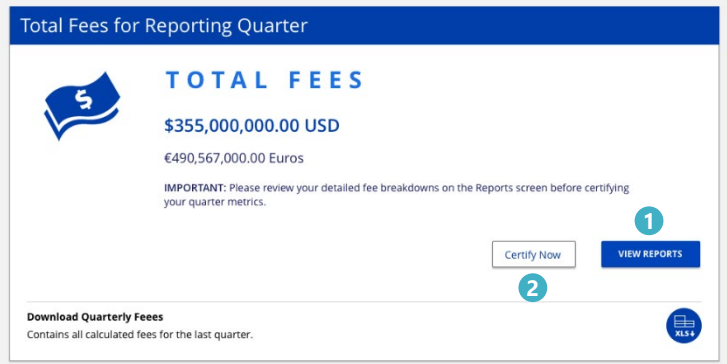 Total Fees for Reporting Quarter
$
TOTAL FEES
$355,000,000.00 USD
€490,567,000.00 Euros
IMPORTANT: Please review your detailed fee breakdowns on the Reports screen before certifying
your quarter metrics.
1
Certify Now
VIEW REPORTS
2
Download Quarterly Feees
Contains all calculated fees for the last quarter.
XLS↓